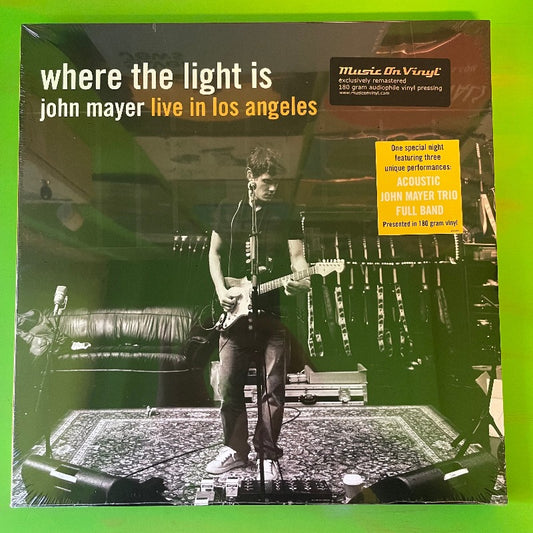 where the light is
john mayer live in los angeles
Music On Vinyl
exclusively remastered
180 gram audiophile vinyl pressing
www.musiconvinyl.com
One special night
featuring three
unique performances:
ACOUSTIC
JOHN MAYER TRIO
FULL BAND
Presented in 180 gram vinyl